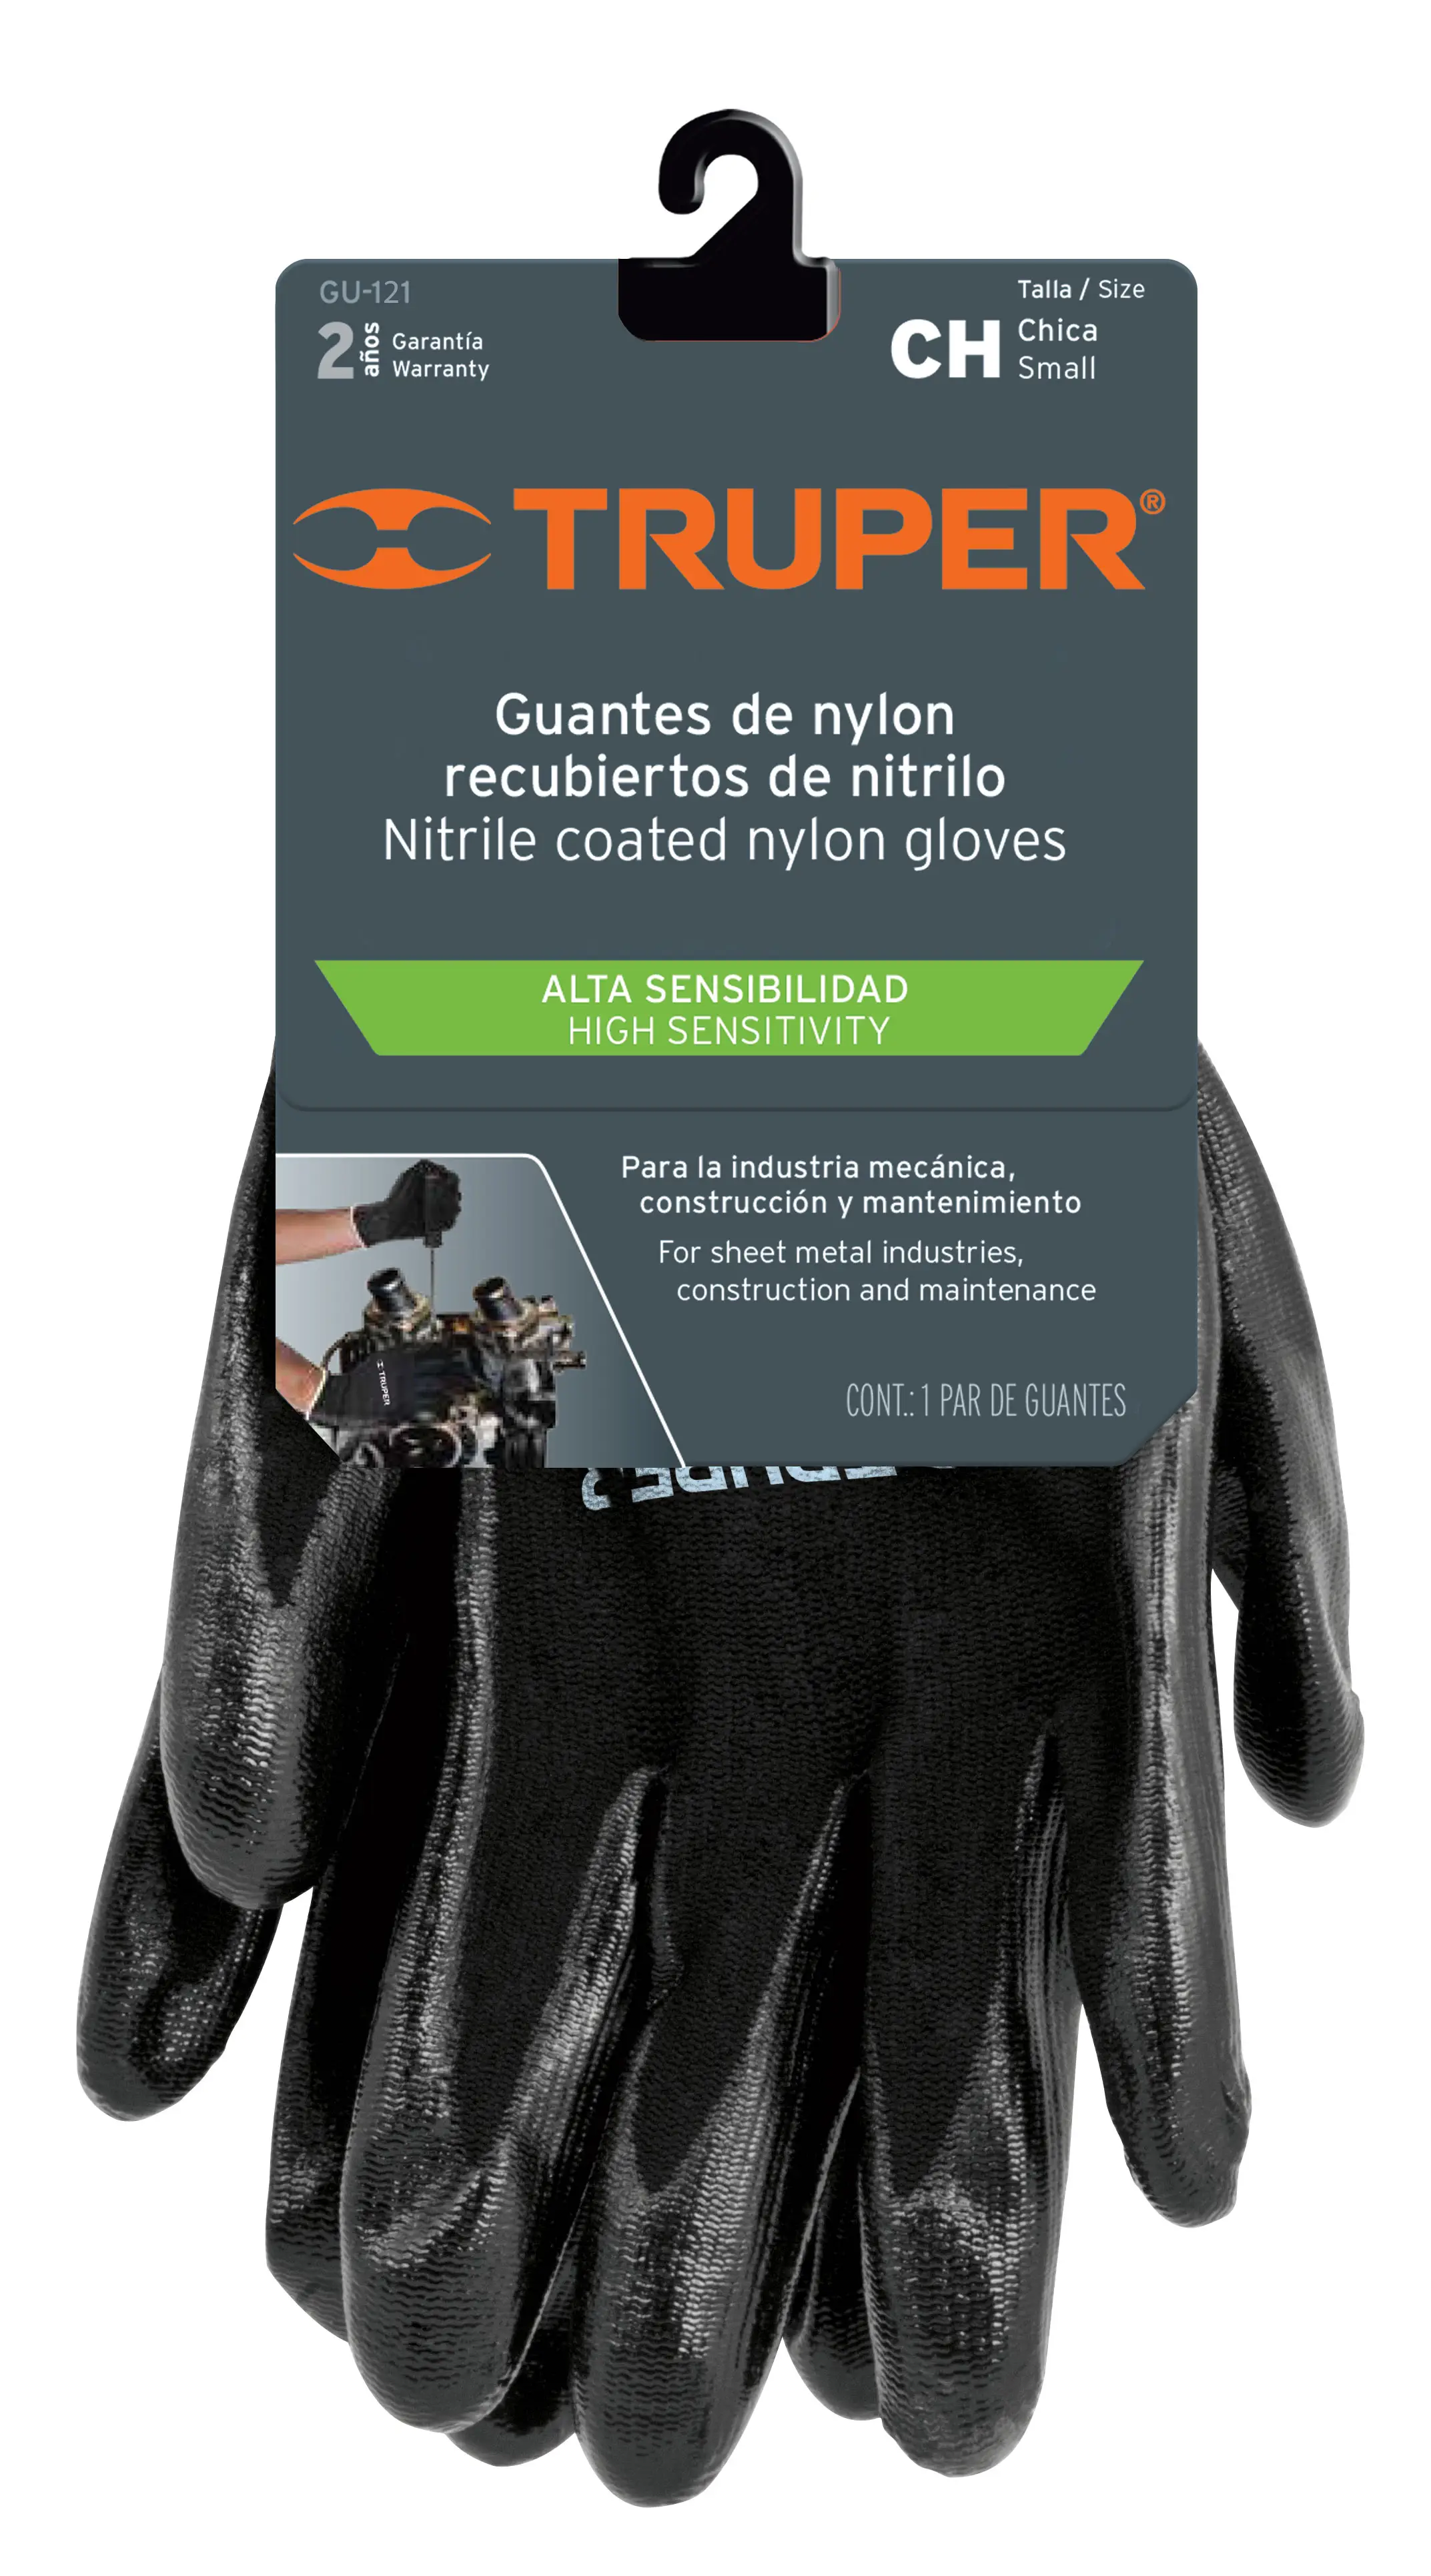 GU-121
2 años
Garantía
Warranty
Talla / Size
CH
Chica
Small
TRUPER®
Guantes de nylon
recubiertos de nitrilo
Nitrile coated nylon gloves
ALTA SENSIBILIDAD
HIGH SENSITIVITY
Para la industria mecánica,
construcción y mantenimiento
For sheet metal industries,
construction and maintenance
TRUPER
CONT.: 1 PAR DE GUANTES